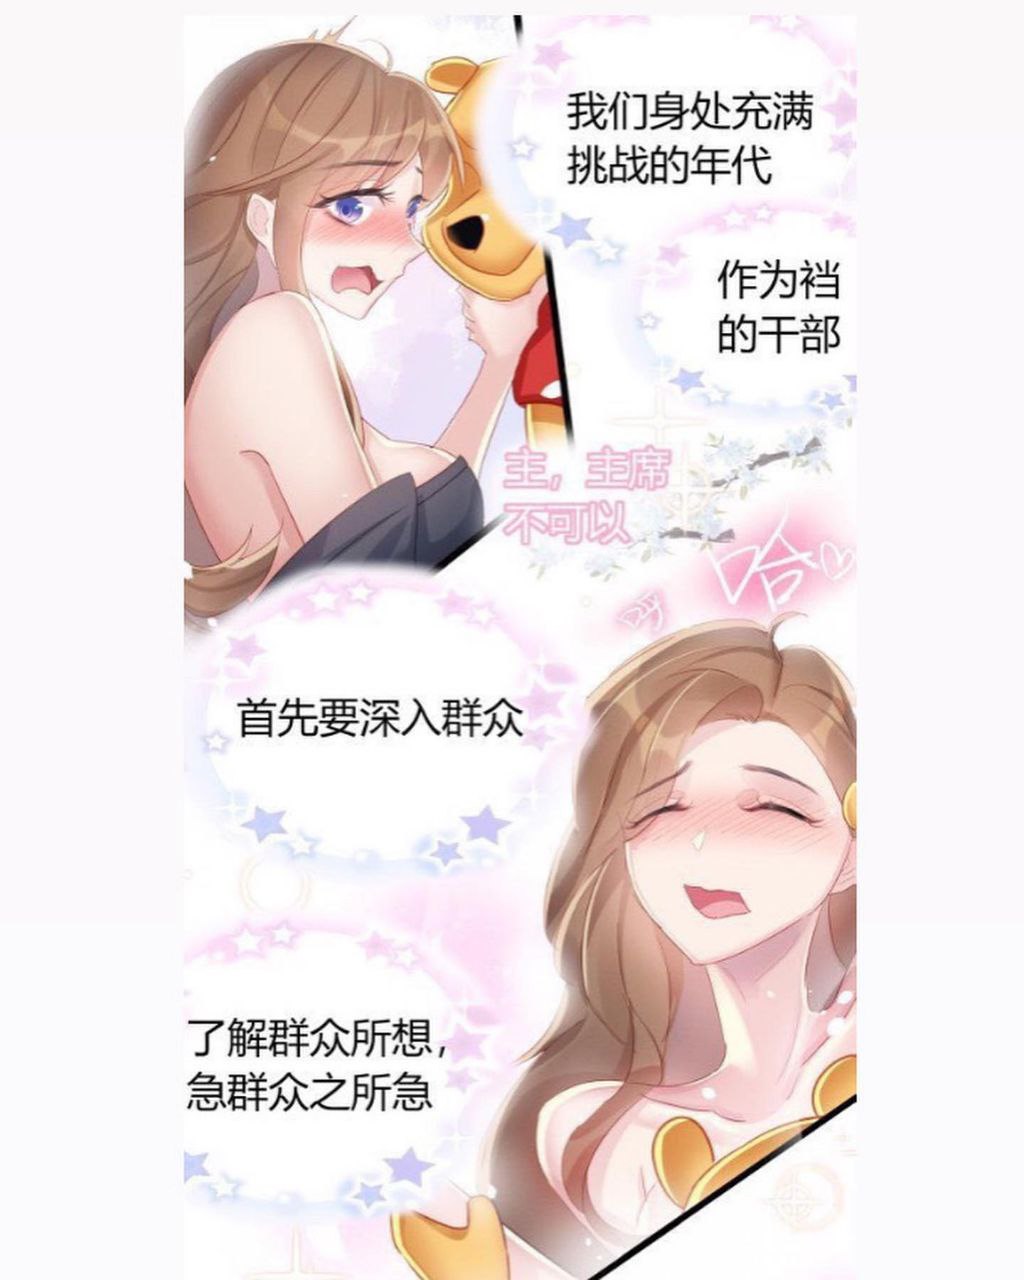 我们身处充满
挑战的年代
作为裆
的干部
主，主席
不可以
哈
呀
首先要深入群众
了解群众所想，
急群众之所急